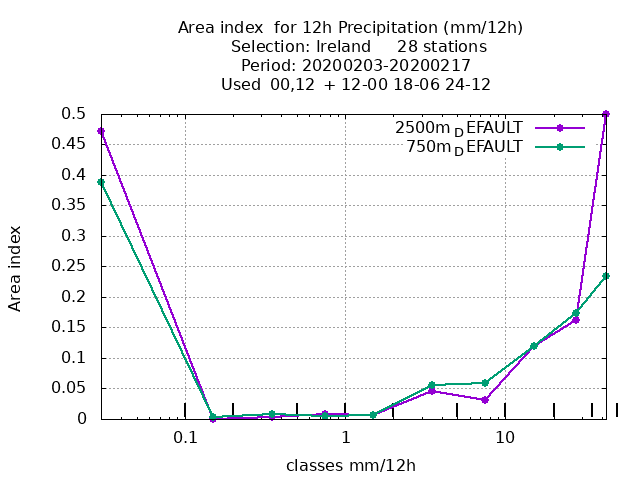 Area index  for 12h Precipitation (mm/12h)
Selection: Ireland     28 stations
Period: 20200203-20200217
Used  00,12  + 12-00 18-06 24-12
2500m_DEFAULT
750m_DEFAULT
0.5
0.45
0.4
0.35
0.3
0.25
0.2
0.15
0.1
0.05
0
Area index
0.1 1 10
classes mm/12h